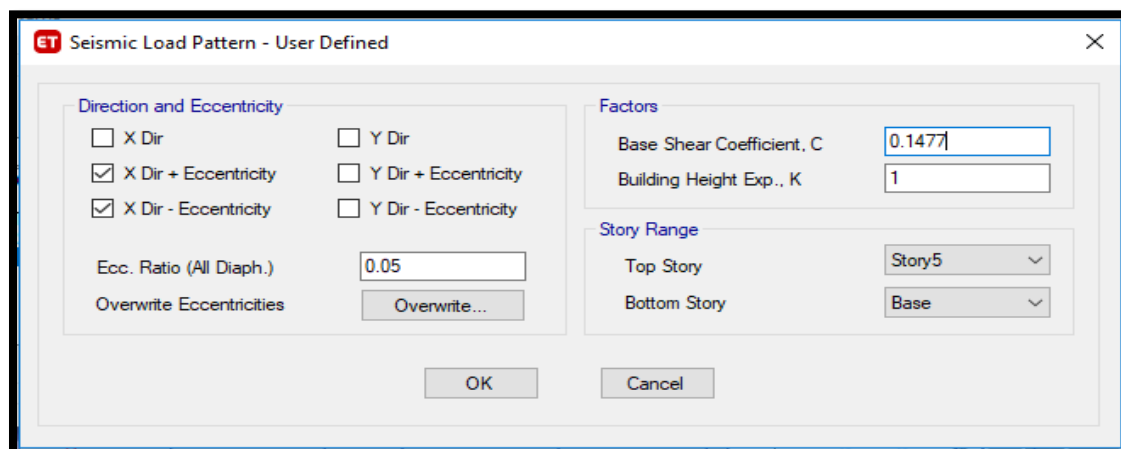 ET Seismic Load Pattern - User Defined
Direction and Eccentricity
X Dir
Y Dir
X Dir + Eccentricity
Y Dir + Eccentricity
X Dir - Eccentricity
Y Dir - Eccentricity
Ecc. Ratio (All Diaph.) 0.05
Overwrite Eccentricities Overwrite...
Factors
Base Shear Coefficient, C 0.1477
Building Height Exp., K 1
Story Range
Top Story Story5
Bottom Story Base
OK
Cancel